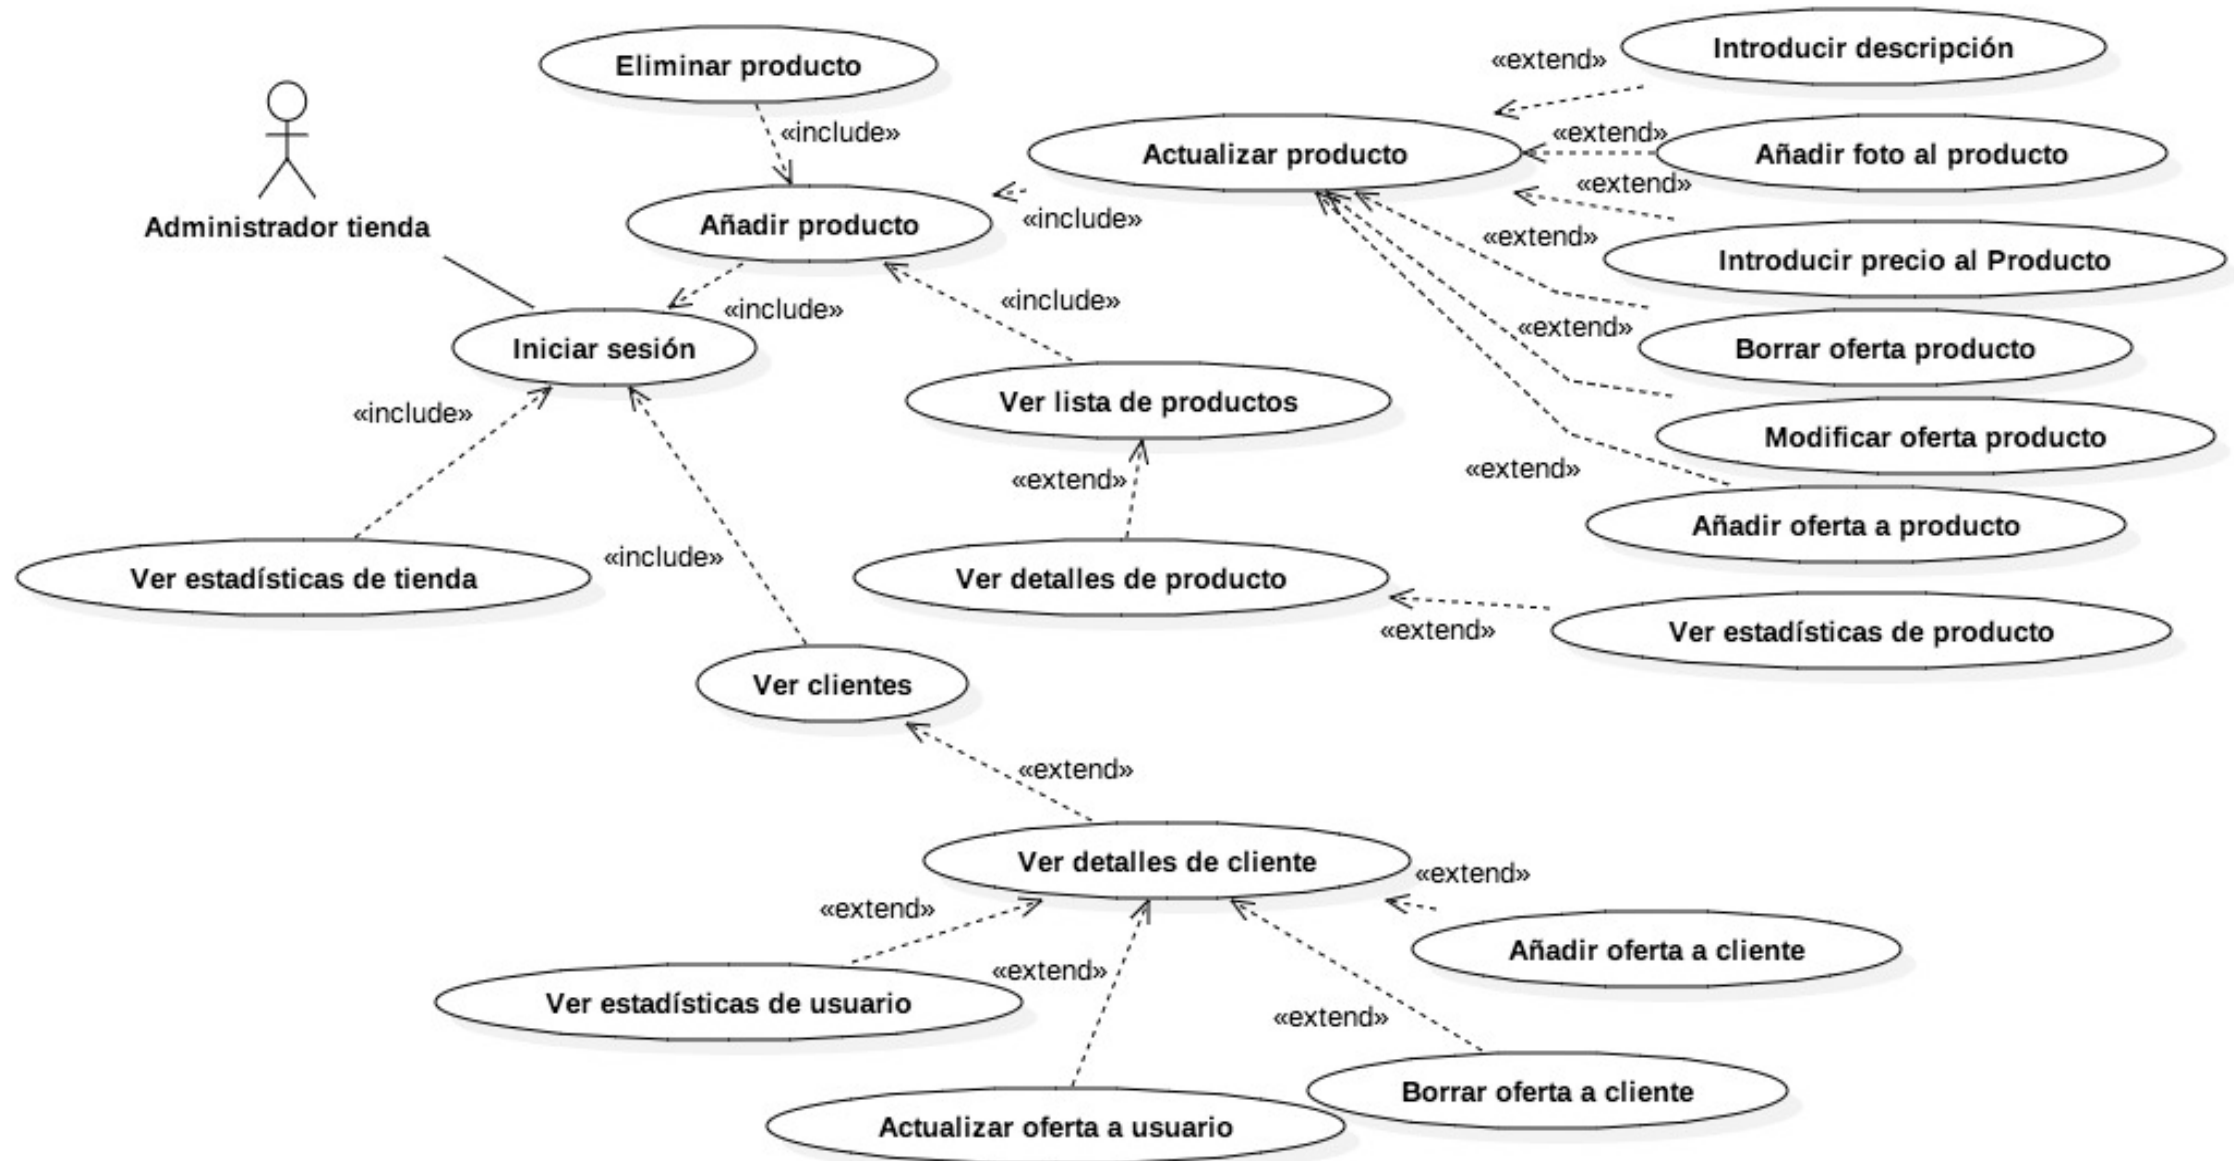 Introducir descripción
«extend»
Eliminar producto
«include»
«extend»
Actualizar producto
Añadir foto al producto
«extend»
Administrador tienda
Añadir producto
«include»
«extend»
Introducir precio al Producto
«include»
«include»
«extend»
Iniciar sesión
Borrar oferta producto
«include»
Ver lista de productos
Modificar oferta producto
«extend»
«extend»
Añadir oferta a producto
«include»
Ver estadísticas de tienda
Ver detalles de producto
«extend»
Ver estadísticas de producto
Ver clientes
«extend»
Ver detalles de cliente
«extend»
«extend»
Añadir oferta a cliente
«extend»
Ver estadísticas de usuario
«extend»
Borrar oferta a cliente
Actualizar oferta a usuario